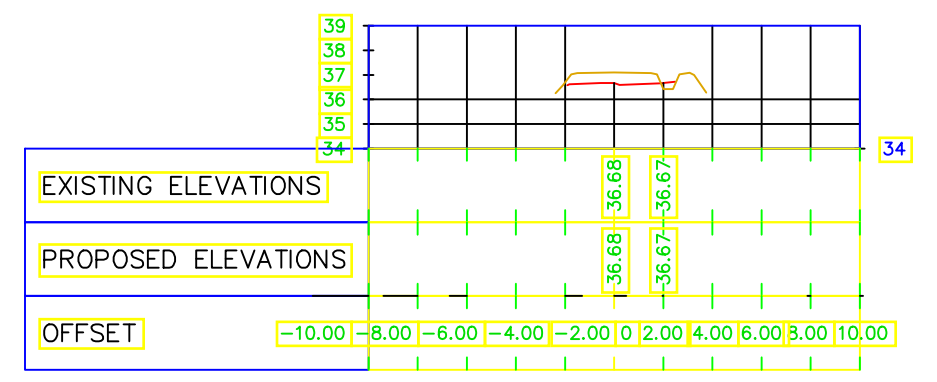 39
38
37
36
35
34 34
EXISTING ELEVATIONS 36.68 36.67
PROPOSED ELEVATIONS 36.68 36.67
OFFSET -10.00 -8.00 -6.00 -4.00 -2.00 0 2.00 4.00 6.00 8.00 10.00